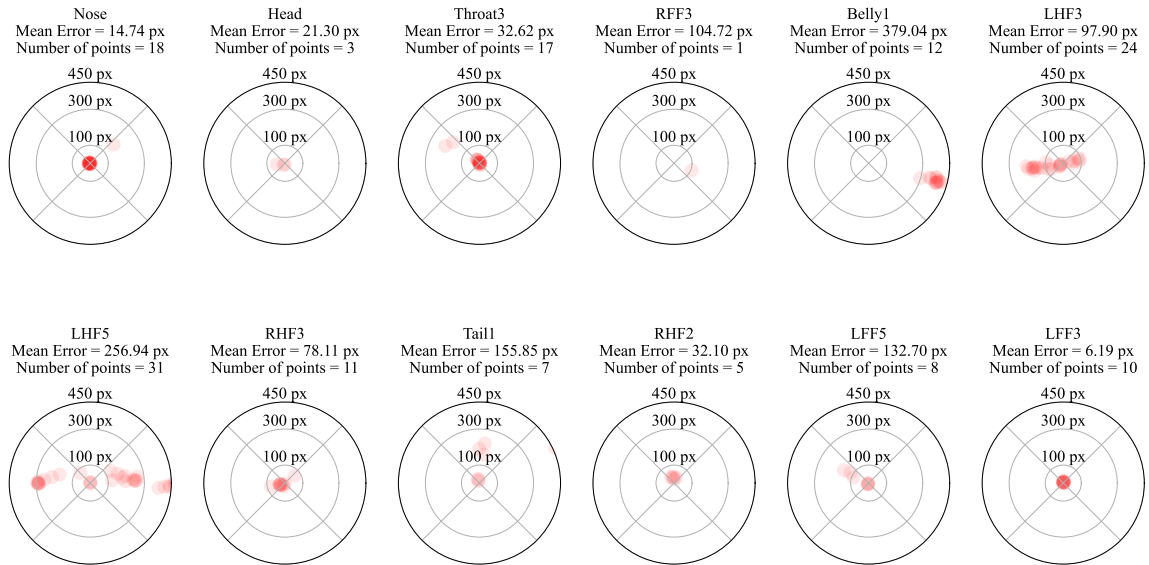 Nose
Mean Error = 14.74 px
Number of points = 18
450 px
300 px
100 px
Head
Mean Error = 21.30 px
Number of points = 3
450 px
300 px
100 px
Throat3
Mean Error = 32.62 px
Number of points = 17
450 px
300 px
100 px
RFF3
Mean Error = 104.72 px
Number of points = 1
450 px
300 px
100 px
Belly1
Mean Error = 379.04 px
Number of points = 12
450 px
300 px
100 px
LHF3
Mean Error = 97.90 px
Number of points = 24
450 px
300 px
100 px
LHF5
Mean Error = 256.94 px
Number of points = 31
450 px
300 px
100 px
RHF3
Mean Error = 78.11 px
Number of points = 11
450 px
300 px
100 px
Tail1
Mean Error = 155.85 px
Number of points = 7
450 px
300 px
100 px
RHF2
Mean Error = 32.10 px
Number of points = 5
450 px
300 px
100 px
LFF5
Mean Error = 132.70 px
Number of points = 8
450 px
300 px
100 px
LFF3
Mean Error = 6.19 px
Number of points = 10
450 px
300 px
100 px